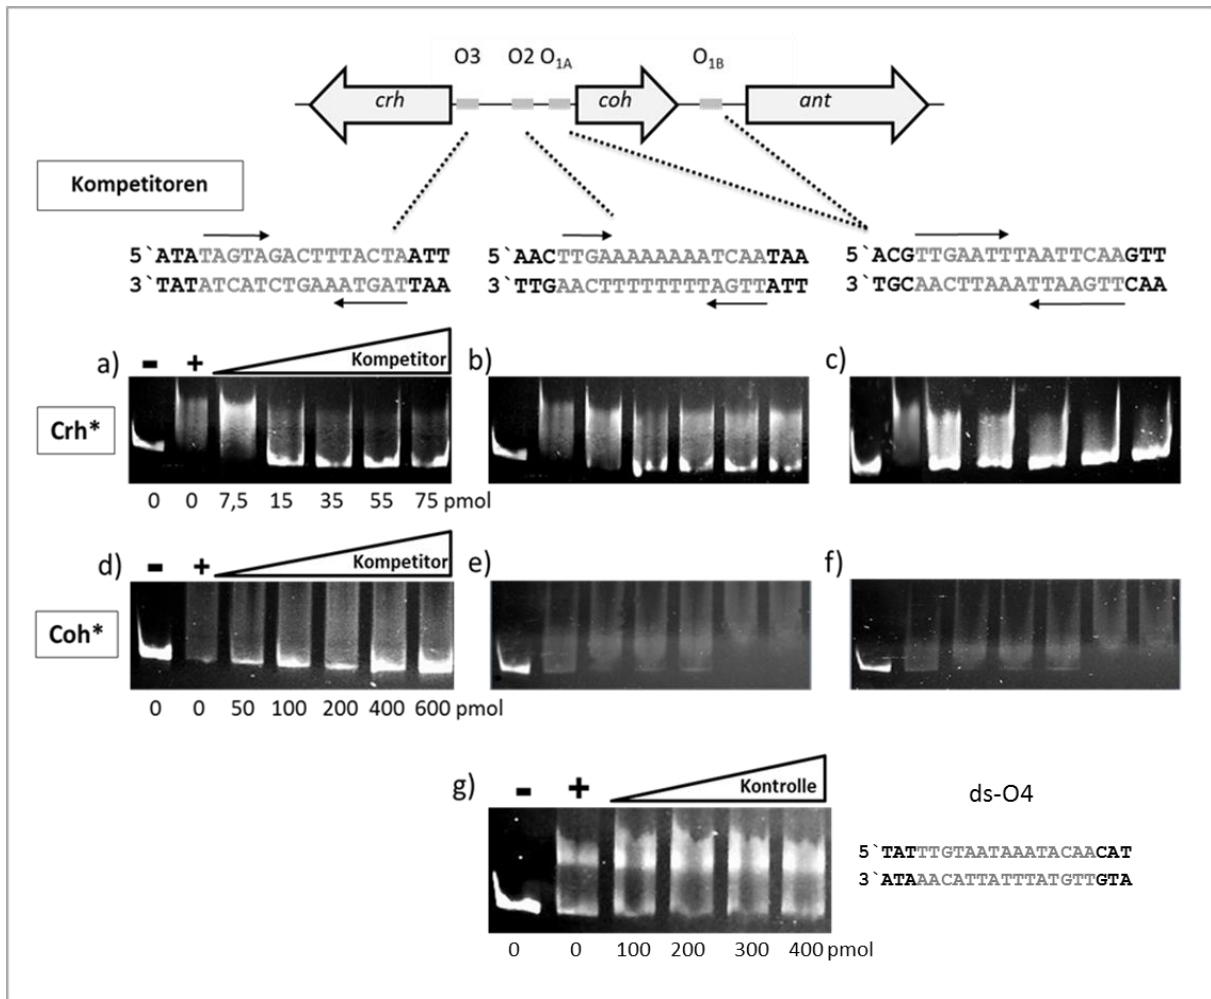 O3 O2 O1A O1B
crh coh ant
Kompetitoren
5`ATATAGTAGACTTTACTAATT 5`AACTTGAAAAAAAATCAATAA 5`ACGTTGAATTTAATTCAAGTT
3`TATATCATCTGAAATGATTAA 3`TTGAACTTTTTTTTAGTTATT 3`TGCAACTTAAATTAAGTTCAA
a) - + Kompetitor b) c)
Crh*
0 0 7,5 15 35 55 75 pmol
d) - + Kompetitor e) f)
Coh*
0 0 50 100 200 400 600 pmol
g) - + Kontrolle ds-O4
5`TATTTGTAATAAATACAACAT
3`ATAAACATTATTTATGTTGTA
0 0 100 200 300 400 pmol